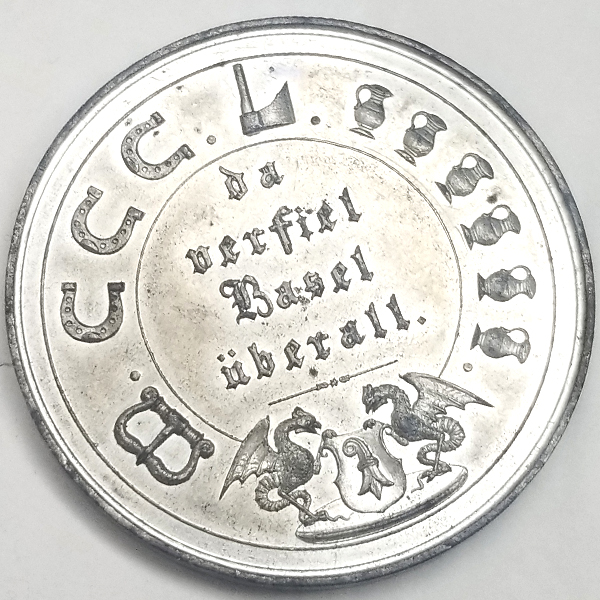 da
verfiel
Basel
überall.